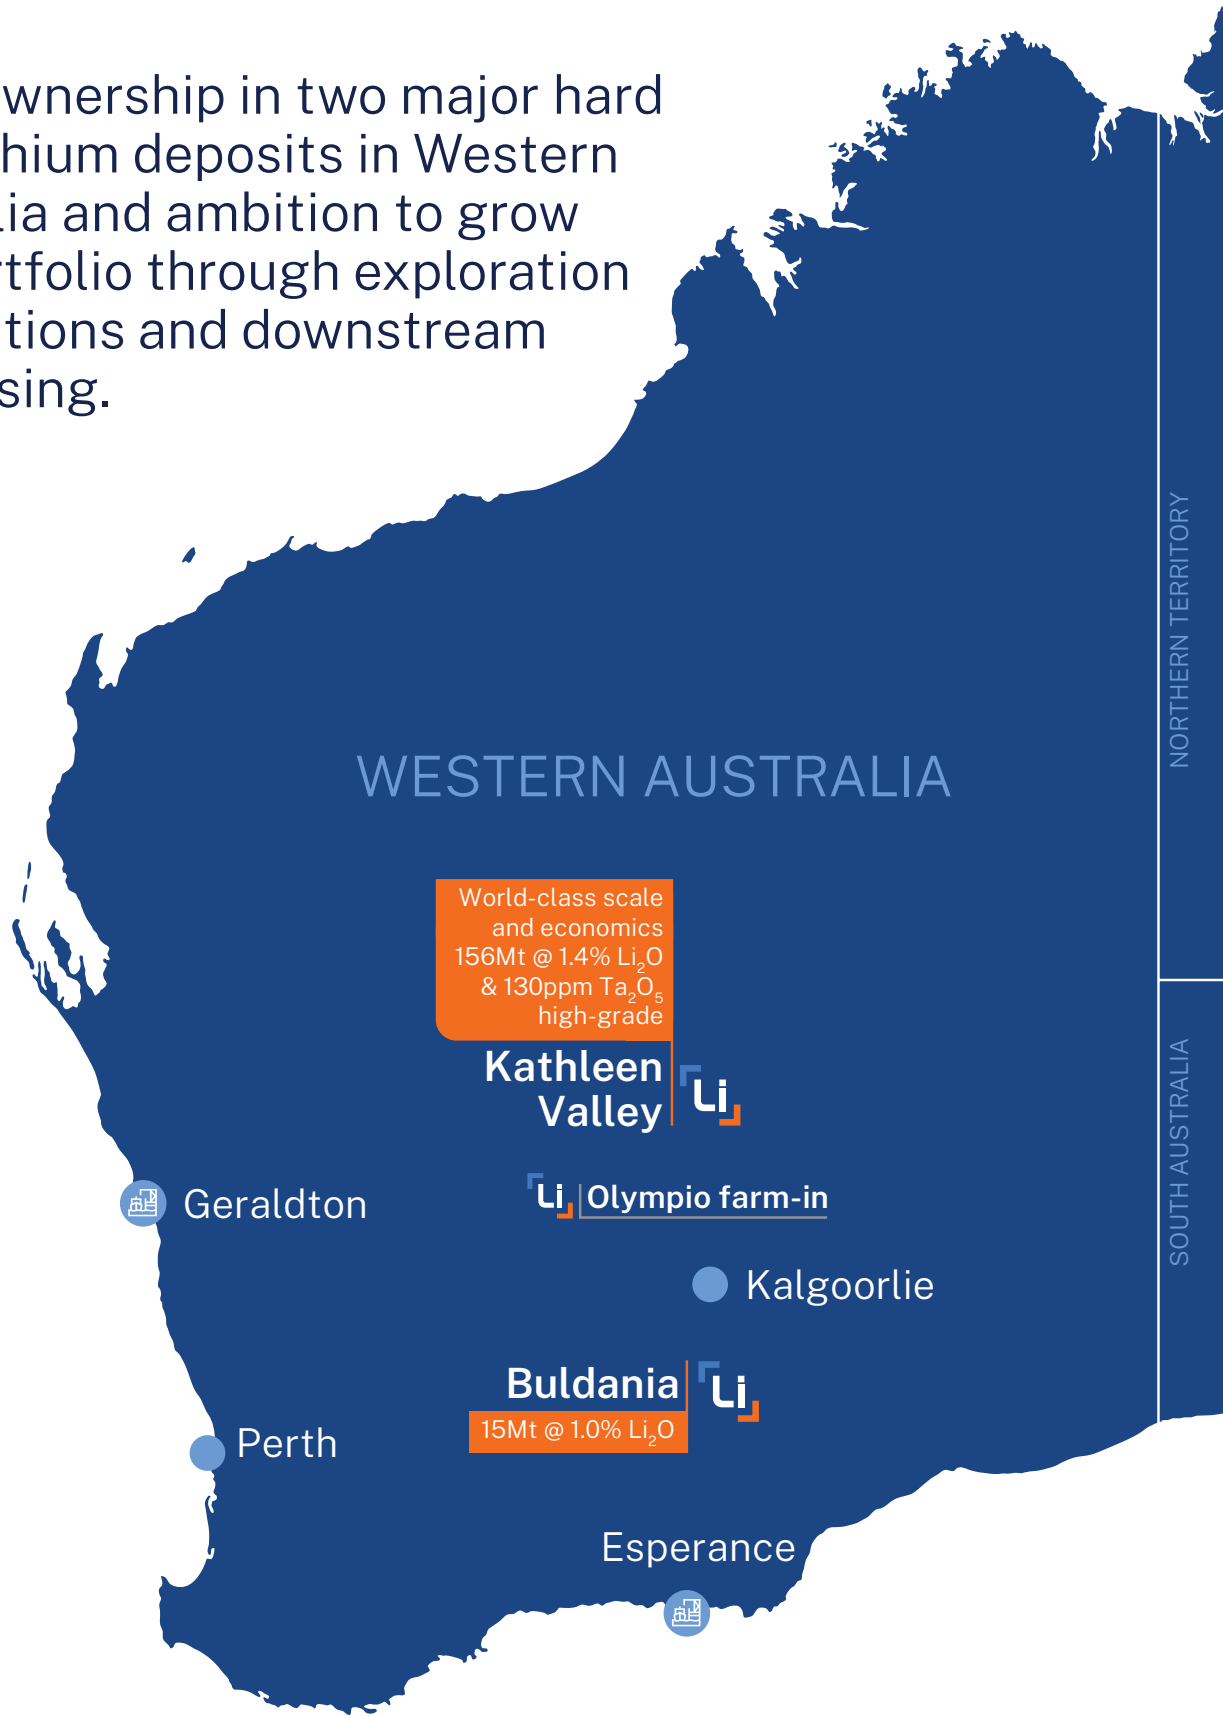 wnership in two major hard
hium deposits in Western
lia and ambition to grow
rtfolio through exploration
tions and downstream
sing.
NORTHERN TERRITORY
WESTERN AUSTRALIA
World-class scale
and economics
156Mt @ 1.4% Li₂O
& 130ppm Ta₂O₅
high-grade
Kathleen
Valley
Li
SOUTH AUSTRALIA
Geraldton
Li Olympio farm-in
Kalgoorlie
Buldania
Li
15Mt @ 1.0% Li₂O
Perth
Esperance